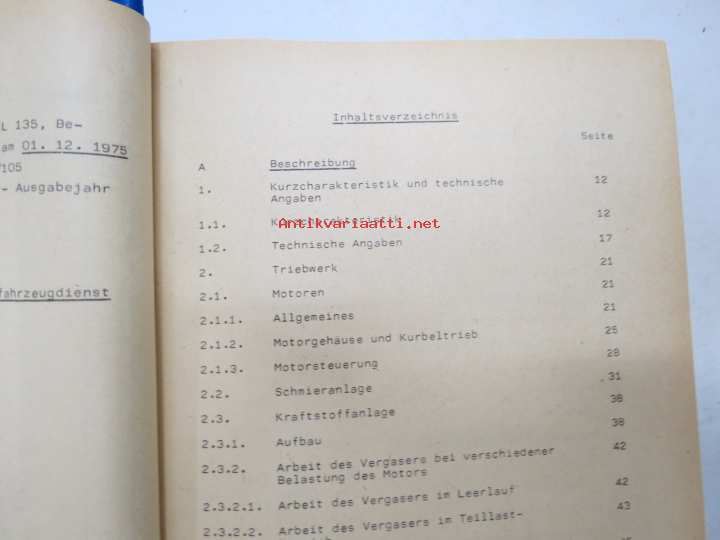 L 135, Be-
am 01. 12. 1975
105
- Ausgabejahr
fahrzeugdienst
Inhaltsverzeichnis
Seite
A Beschreibung
1. Kurzcharakteristik und technische 12
Angaben
1.1. Kurzcharakteristik 12
Antikvariaatti.net
1.2. Technische Angaben 17
2. Triebwerk 21
2.1. Motoren 21
2.1.1. Allgemeines 21
2.1.2. Motorgehäuse und Kurbeltrieb 25
2.1.3. Motorsteuerung 28
2.2. Schmieranlage 31
2.3. Kraftstoffanlage 38
2.3.1. Aufbau 38
2.3.2. Arbeit des Vergasers bei verschiedener 42
Belastung des Motors
2.3.2.1. Arbeit des Vergasers im Leerlauf 42
2.3.2.2. Arbeit des Vergasers im Teillast- 43